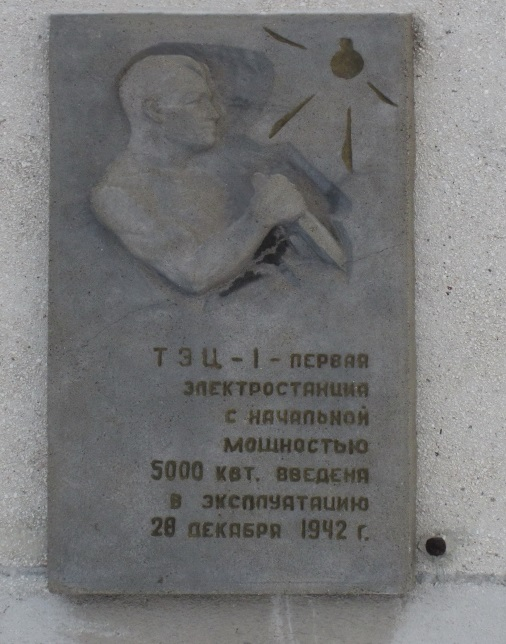 ТЭЦ-1-ПЕРВАЯ
ЭЛЕКТРОСТАНЦИЯ
С НАЧАЛЬНОЙ
МОЩНОСТЬЮ
5000 КВТ. ВВЕДЕНА
В ЭКСПЛУАТАЦИЮ
28 ДЕКАБРЯ 1942 Г.